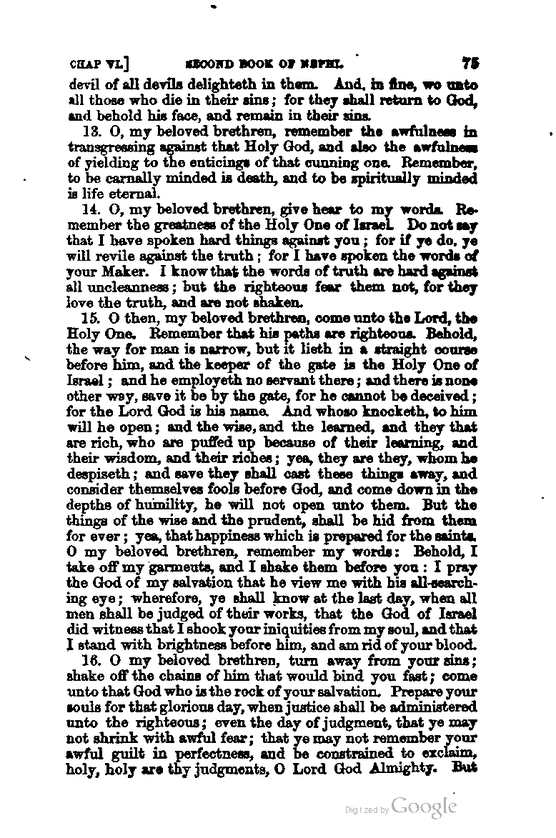 CHAP VI.] SECOND BOOK OF NEPHI. 75
devil of all devils delighteth in them. And, in fine, wo unto
all those who die in their sins; for they shall return to God,
and behold his face, and remain in their sins.
13. O, my beloved brethren, remember the awfulness in
transgressing against that Holy God, and also the awfulness
of yielding to the enticings of that cunning one. Remember,
to be carnally minded is death, and to be spiritually minded
is life eternal.
14. O, my beloved brethren, give hear to my words. Re-
member the greatness of the Holy One of Israel. Do not say
that I have spoken hard things against you; for if ye do, ye
will revile against the truth; for I have spoken the words of
your Maker. I know that the words of truth are hard against
all uncleanness; but the righteous fear them not, for they
love the truth, and are not shaken.
15. O then, my beloved brethren, come unto the Lord, the
Holy One. Remember that his paths are righteous. Behold,
the way for man is narrow, but it lieth in a straight course
before him, and the keeper of the gate is the Holy One of
Israel; and he employeth no servant there; and there is none
other way, save it be by the gate, for he cannot be deceived;
for the Lord God is his name. And whoso knocketh, to him
will he open; and the wise, and the learned, and they that
are rich, who are puffed up because of their learning, and
their wisdom, and their riches; yea, they are they, whom he
despiseth; and save they shall cast these things away, and
consider themselves fools before God, and come down in the
depths of humility, he will not open unto them. But the
things of the wise and the prudent, shall be hid from them
for ever; yea, that happiness which is prepared for the saints.
O my beloved brethren, remember my words: Behold, I
take off my garments, and I shake them before you: I pray
the God of my salvation that he view me with his all-search-
ing eye; wherefore, ye shall know at the last day, when all
men shall be judged of their works, that the God of Israel
did witness that I shook your iniquities from my soul, and that
I stand with brightness before him, and am rid of your blood.
16. O my beloved brethren, turn away from your sins;
shake off the chains of him that would bind you fast; come
unto that God who is the rock of your salvation. Prepare your
souls for that glorious day, when justice shall be administered
unto the righteous; even the day of judgment, that ye may
not shrink with awful fear; that ye may not remember your
awful guilt in perfectness, and be constrained to exclaim,
holy, holy are thy judgments, O Lord God Almighty. But
Digitized by Google